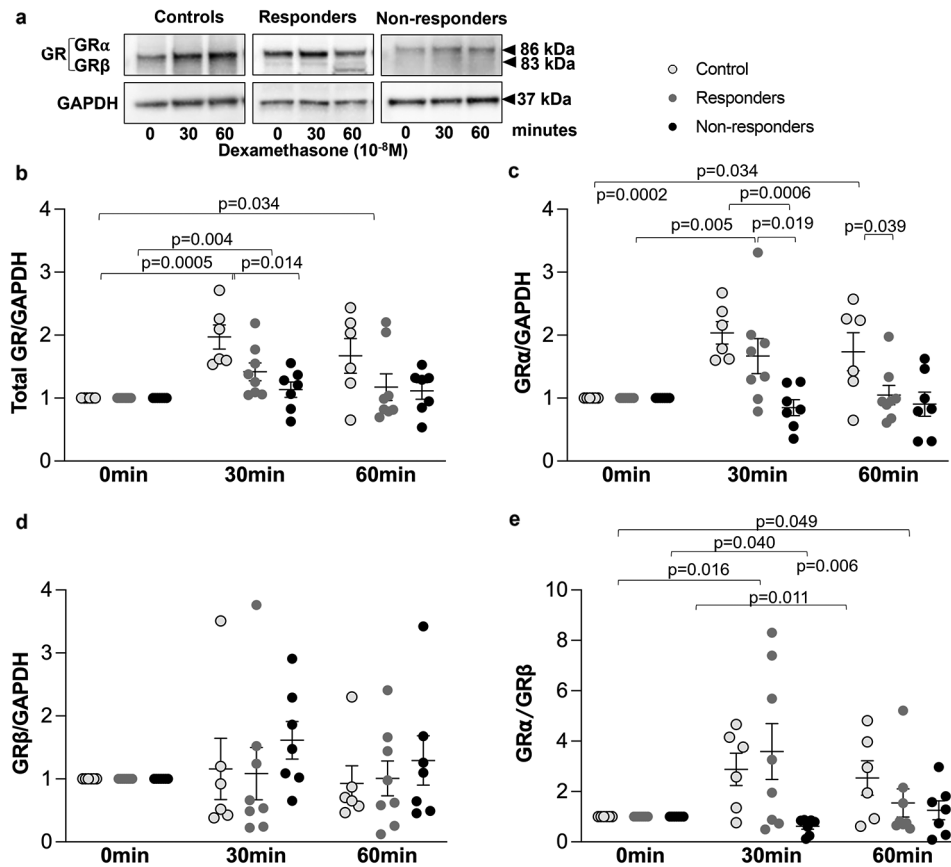 a
Controls Responders Non-responders
GR GRα
GRβ
86 kDa
83 kDa
GAPDH 37 kDa
0 30 60 0 30 60 0 30 60 minutes
Dexamethasone (10⁻⁸M)
Control
Responders
Non-responders
b
p=0.034
p=0.004
p=0.0005 p=0.014
Total GR/GAPDH
4
3
2
1
0
0min 30min 60min
c
p=0.034
p=0.0002 p=0.0006
p=0.005 p=0.019 p=0.039
GRα/GAPDH
4
3
2
1
0
0min 30min 60min
d
GRβ/GAPDH
4
3
2
1
0
0min 30min 60min
e
p=0.049
p=0.040
p=0.016 p=0.006
p=0.011
GRα/GRβ
10
8
6
4
2
0
0min 30min 60min